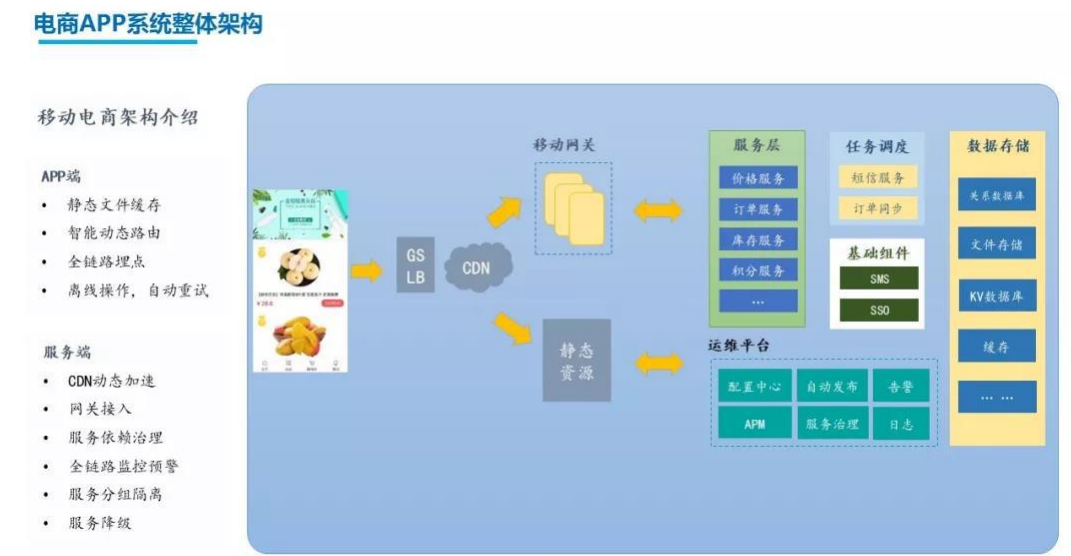 电商APP系统整体架构
移动电商架构介绍
APP端
• 静态文件缓存
• 智能动态路由
• 全链路埋点
• 离线操作，自动重试
服务端
• CDN动态加速
• 网关接入
• 服务依赖治理
• 全链路监控预警
• 服务分组隔离
• 服务降级
GS
LB
CDN
移动网关
静态
资源
服务层
价格服务
订单服务
库存服务
积分服务
...
任务调度
短信服务
订单同步
基础组件
SMS
SSO
运维平台
配置中心
自动发布
告警
APM
服务治理
日志
数据存储
关系数据库
文件存储
KV数据库
缓存
... ...